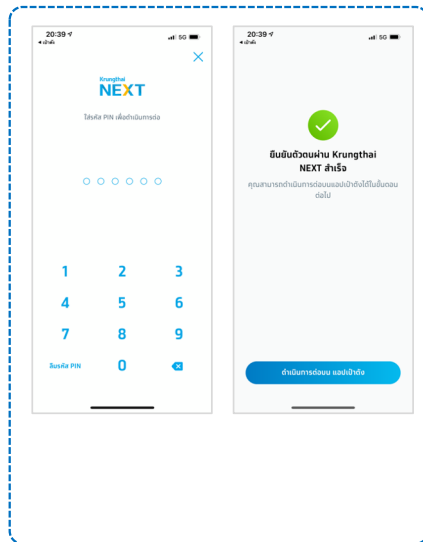 20:39
5G
◀ เป๋าตัง
Krungthai
NEXT
ใส่รหัส PIN เพื่อดำเนินการต่อ
1 2 3
4 5 6
7 8 9
ลืมรหัส PIN 0
20:39
5G
◀ เป๋าตัง
ยืนยันตัวตนผ่าน Krungthai
NEXT สำเร็จ
คุณสามารถดำเนินการต่อบนแอปเป๋าตังได้ในขั้นตอน
ต่อไป
ดำเนินการต่อบน แอปเป๋าตัง